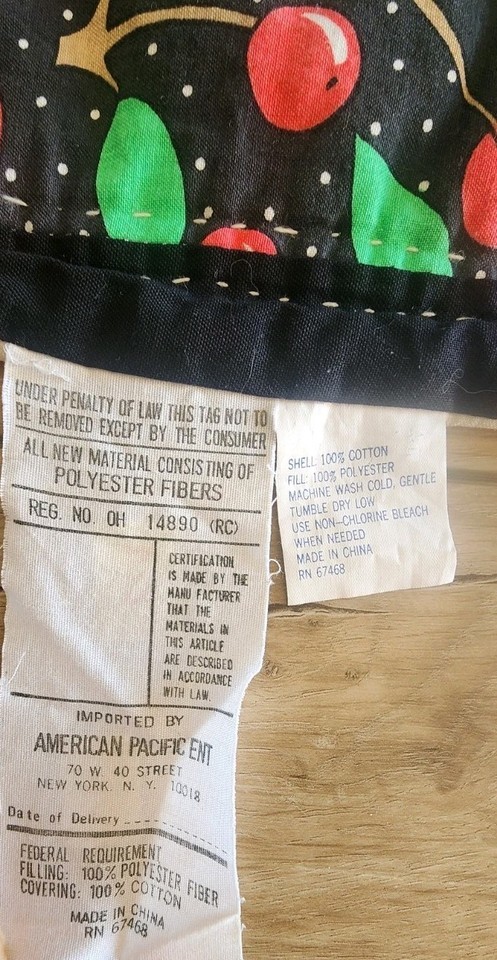 UNDER PENALTY OF LAW THIS TAG NOT TO
BE REMOVED EXCEPT BY THE CONSUMER
ALL NEW MATERIAL CONSISTING OF
POLYESTER FIBERS
REG. NO. OH 14890 (RC)
CERTIFICATION
IS MADE BY THE
MANU FACTURER
THAT THE
MATERIALS IN
THIS ARTICLE
ARE DESCRIBED
IN ACCORDANCE
WITH LAW.
IMPORTED BY
AMERICAN PACIFIC ENT
70 W. 40 STREET
NEW YORK. N. Y. 10018
Date of Delivery
FEDERAL REQUIREMENT
FILLING: 100% POLYESTER FIBER
COVERING: 100% COTTON
MADE IN CHINA
RN 67468
SHELL 100% COTTON
FILL 100% POLYESTER
MACHINE WASH COLD, GENTLE
TUMBLE DRY LOW
USE NON-CHLORINE BLEACH
WHEN NEEDED
MADE IN CHINA
RN 67468